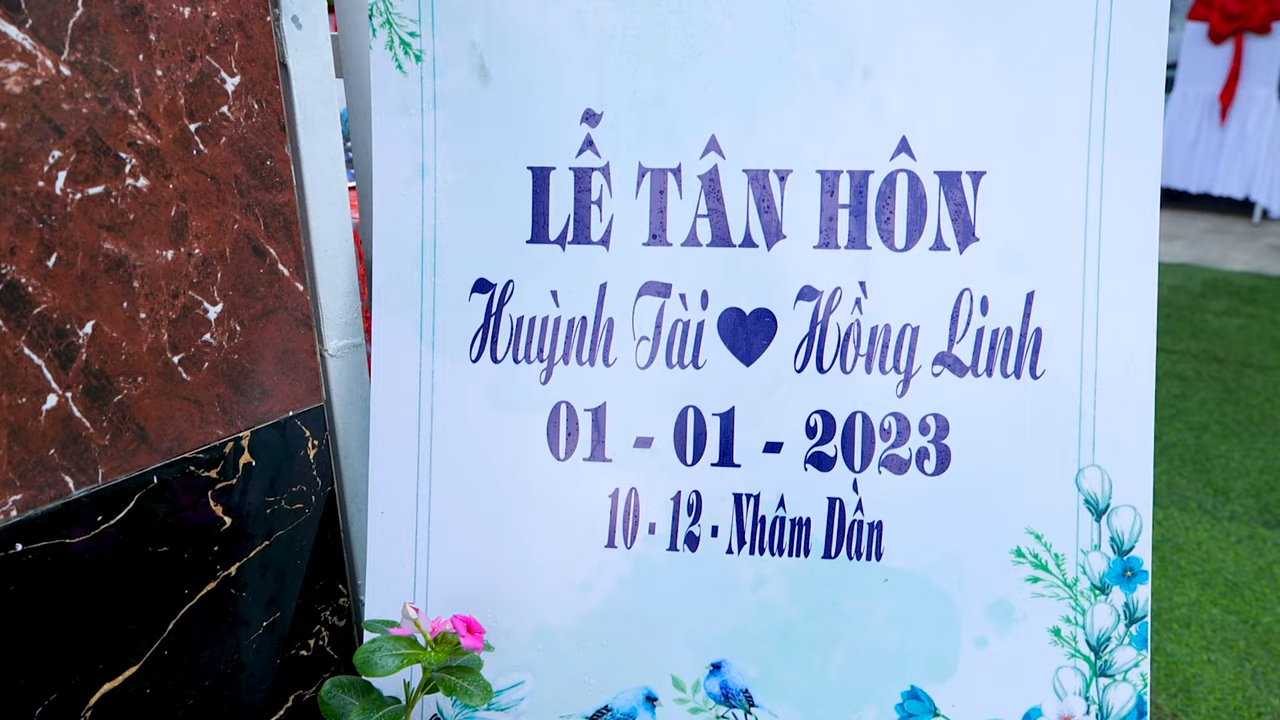 LỄ TÂN HÔN
Huỳnh Tài Hồng Linh
01 - 01 - 2023
10 - 12 - Nhâm Dần